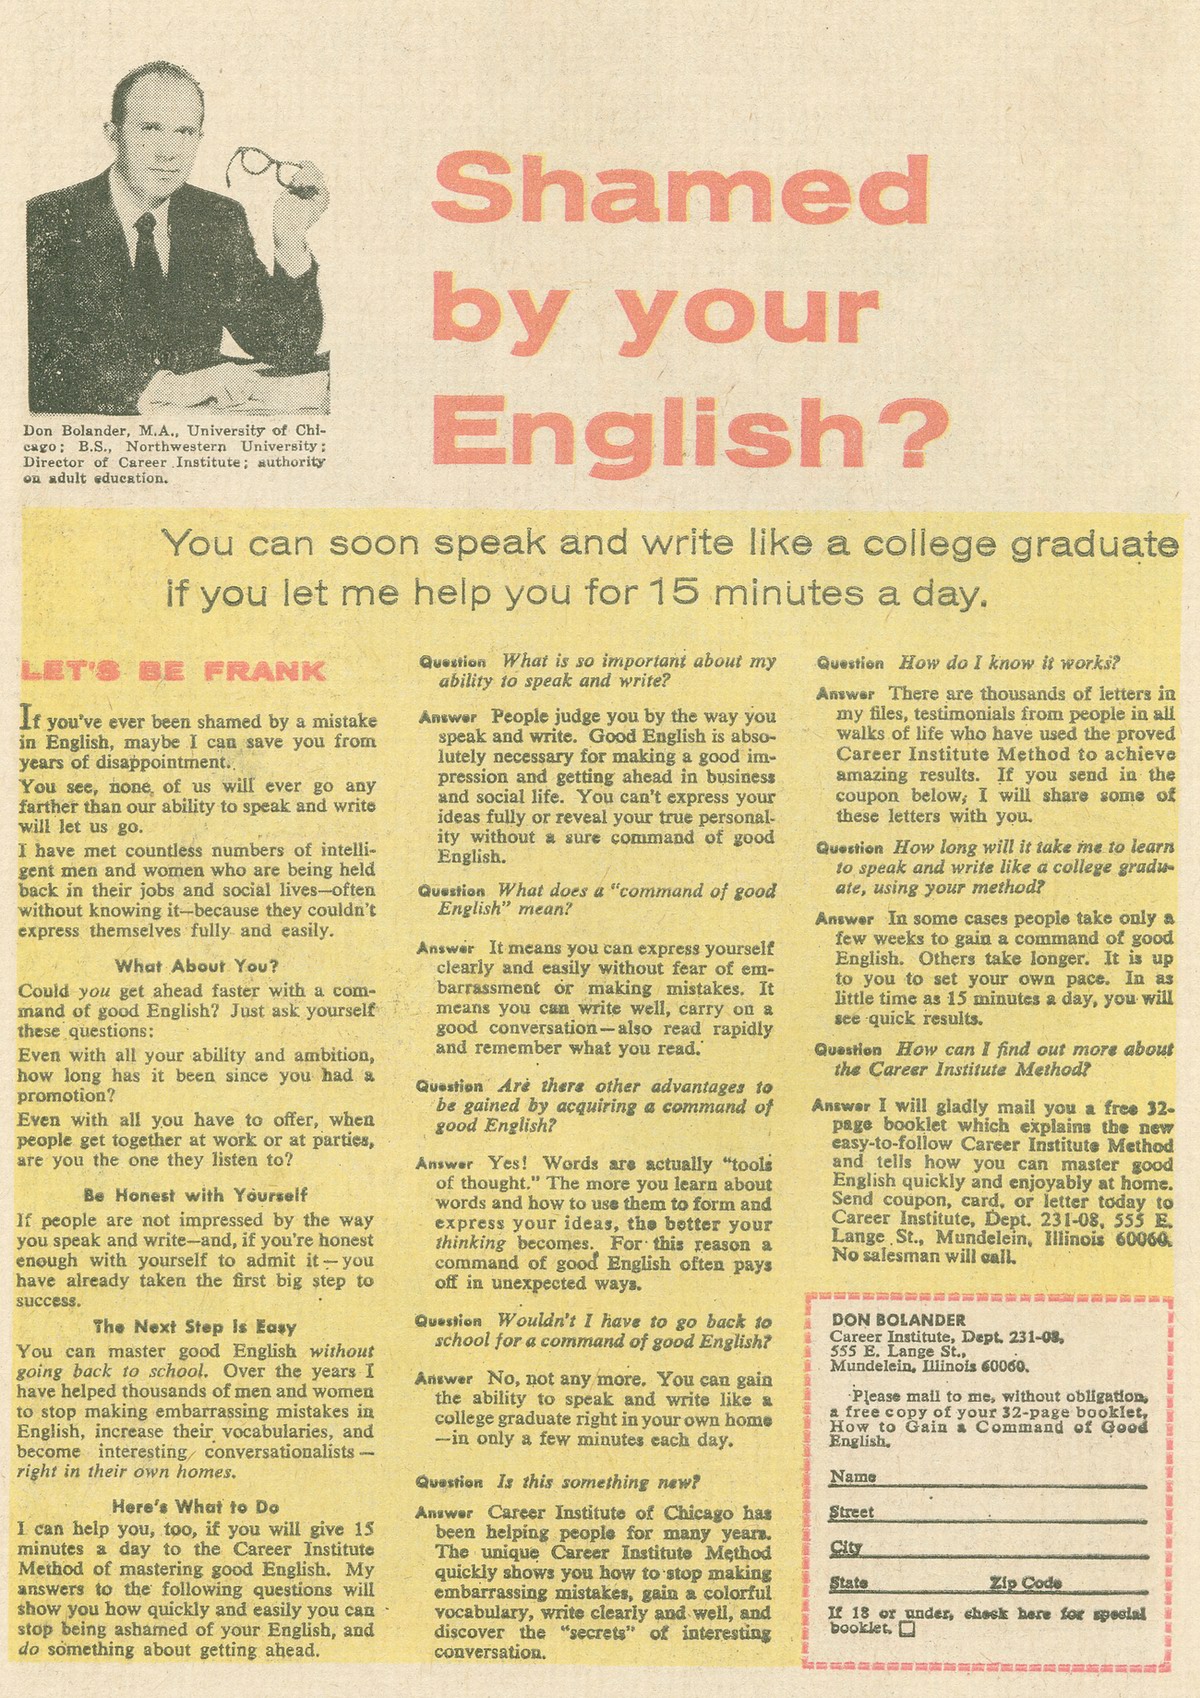 Shamed
by your
English?
Don Bolander, M.A., University of Chi-
cago; B.S., Northwestern University;
Director of Career Institute; authority
on adult education.
You can soon speak and write like a college graduate
if you let me help you for 15 minutes a day.
LET'S BE FRANK
If you've ever been shamed by a mistake
in English, maybe I can save you from
years of disappointment.
You see, none of us will ever go any
farther than our ability to speak and write
will let us go.
I have met countless numbers of intelli-
gent men and women who are being held
back in their jobs and social lives—often
without knowing it—because they couldn't
express themselves fully and easily.
What About You?
Could you get ahead faster with a com-
mand of good English? Just ask yourself
these questions:
Even with all your ability and ambition,
how long has it been since you had a
promotion?
Even with all you have to offer, when
people get together at work or at parties,
are you the one they listen to?
Be Honest with Yourself
If people are not impressed by the way
you speak and write—and, if you're honest
enough with yourself to admit it—you
have already taken the first big step to
success.
The Next Step Is Easy
You can master good English without
going back to school. Over the years I
have helped thousands of men and women
to stop making embarrassing mistakes in
English, increase their vocabularies, and
become interesting conversationalists—
right in their own homes.
Here's What to Do
I can help you, too, if you will give 15
minutes a day to the Career Institute
Method of mastering good English. My
answers to the following questions will
show you how quickly and easily you can
stop being ashamed of your English, and
do something about getting ahead.
Question What is so important about my
ability to speak and write?
Answer People judge you by the way you
speak and write. Good English is abso-
lutely necessary for making a good im-
pression and getting ahead in business
and social life. You can't express your
ideas fully or reveal your true personal-
ity without a sure command of good
English.
Question What does a "command of good
English" mean?
Answer It means you can express yourself
clearly and easily without fear of em-
barrassment or making mistakes. It
means you can write well, carry on a
good conversation—also read rapidly
and remember what you read.
Question Are there other advantages to
be gained by acquiring a command of
good English?
Answer Yes! Words are actually "tools
of thought." The more you learn about
words and how to use them to form and
express your ideas, the better your
thinking becomes. For this reason a
command of good English often pays
off in unexpected ways.
Question Wouldn't I have to go back to
school for a command of good English?
Answer No, not any more. You can gain
the ability to speak and write like a
college graduate right in your own home
—in only a few minutes each day.
Question Is this something new?
Answer Career Institute of Chicago has
been helping people for many years.
The unique Career Institute Method
quickly shows you how to stop making
embarrassing mistakes, gain a colorful
vocabulary, write clearly and well, and
discover the "secrets" of interesting
conversation.
Question How do I know it works?
Answer There are thousands of letters in
my files, testimonials from people in all
walks of life who have used the proved
Career Institute Method to achieve
amazing results. If you send in the
coupon below, I will share some of
these letters with you.
Question How long will it take me to learn
to speak and write like a college gradu-
ate, using your method?
Answer In some cases people take only a
few weeks to gain a command of good
English. Others take longer. It is up
to you to set your own pace. In as
little time as 15 minutes a day, you will
see quick results.
Question How can I find out more about
the Career Institute Method?
Answer I will gladly mail you a free 32-
page booklet which explains the new
easy-to-follow Career Institute Method
and tells how you can master good
English quickly and enjoyably at home.
Send coupon, card, or letter today to
Career Institute, Dept. 231-08, 555 E.
Lange St., Mundelein, Illinois 60060.
No salesman will call.
DON BOLANDER
Career Institute, Dept. 231-08,
555 E. Lange St.,
Mundelein, Illinois 60060.
Please mail to me, without obligation,
a free copy of your 32-page booklet,
How to Gain a Command of Good
English.
Name
Street
City
State Zip Code
If 18 or under, check here for special
booklet.